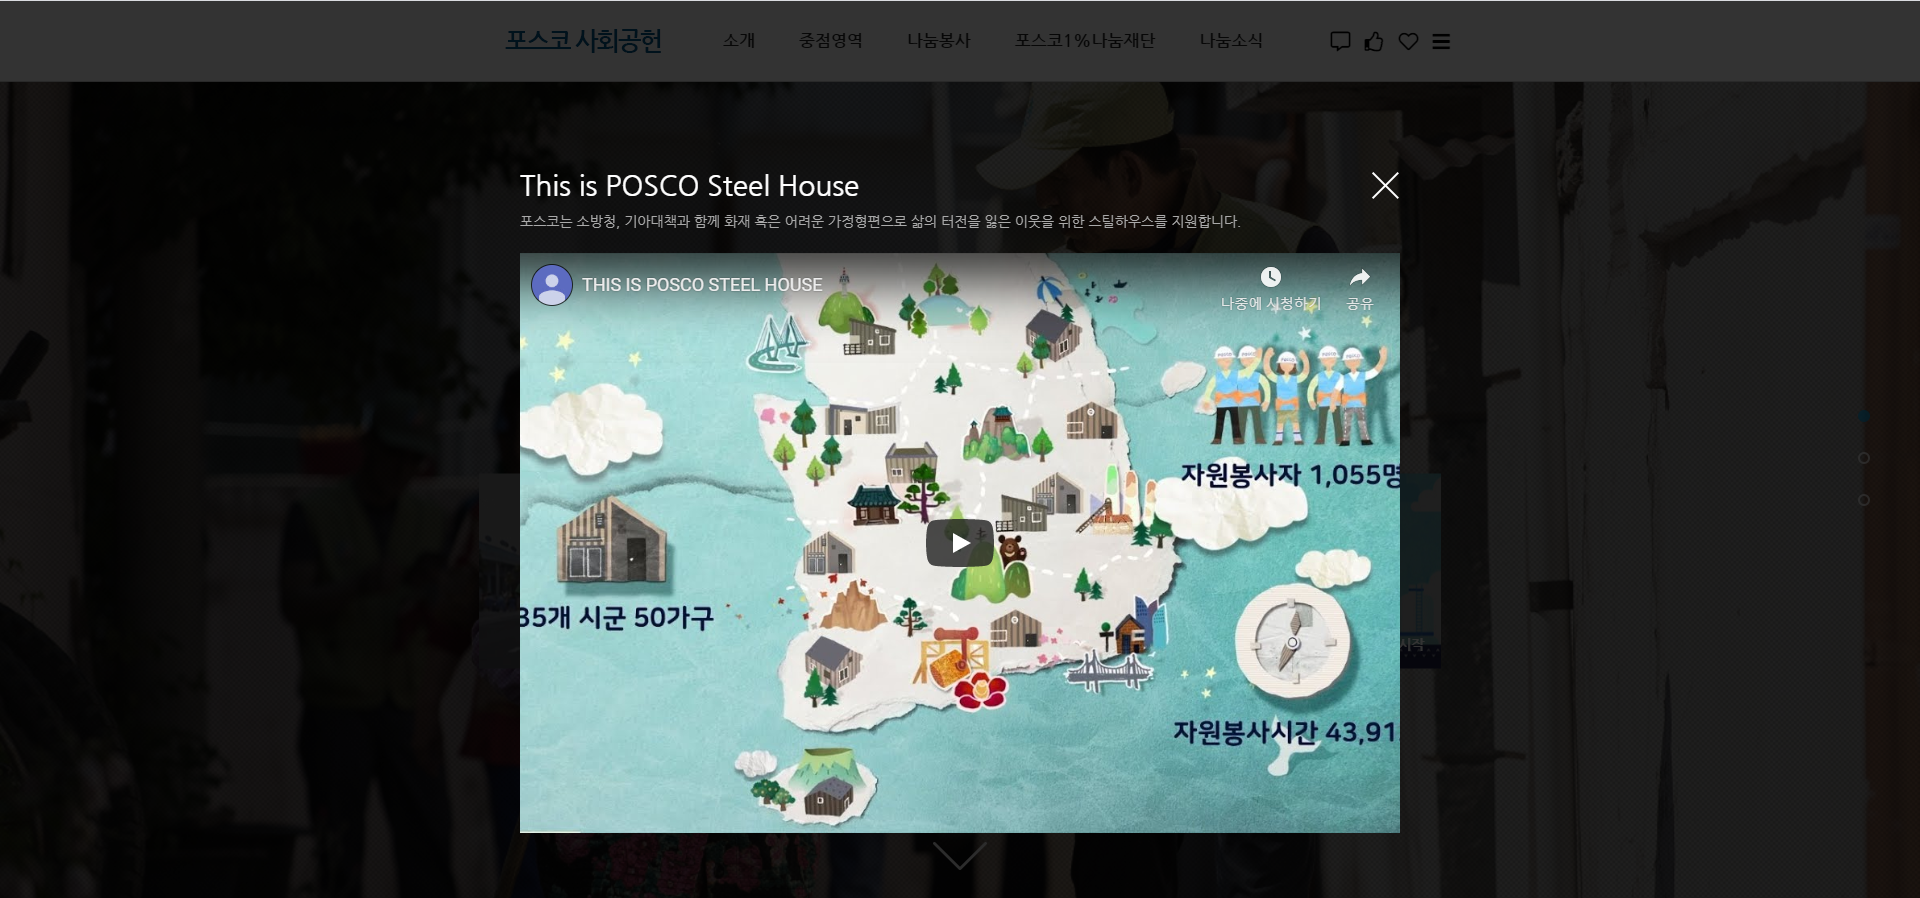 포스코 사회공헌
소개
중점영역
나눔봉사
포스코1%나눔재단
나눔소식
This is POSCO Steel House
포스코는 소방청, 기아대책과 함께 화재 혹은 어려운 가정형편으로 삶의 터전을 잃은 이웃을 위한 스틸하우스를 지원합니다.
THIS IS POSCO STEEL HOUSE
나중에 시청하기
공유
자원봉사자 1,055명
35개 시군 50가구
시작
자원봉사시간 43,91